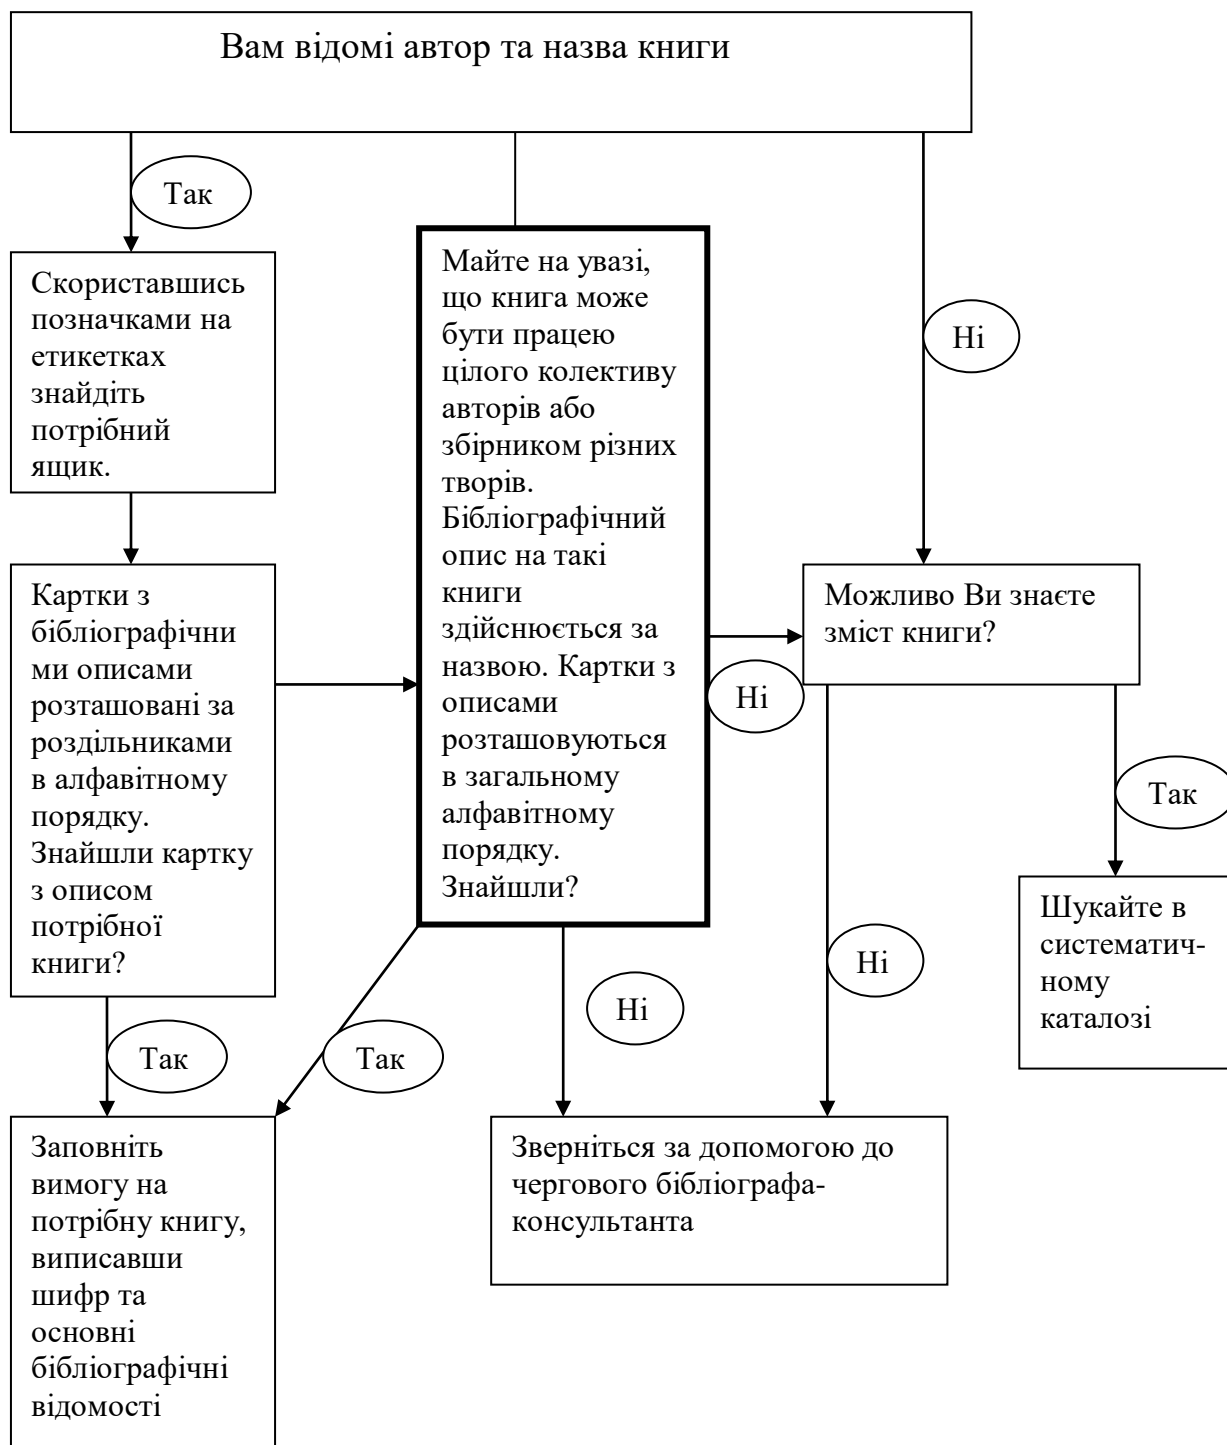 Вам відомі автор та назва книги
Так
Скориставшись
позначками на
етикетках
знайдіть
потрібний
ящик.
Майте на увазі,
що книга може
бути працею
цілого колективу
авторів або
збірником різних
творів.
Бібліографічний
опис на такі
книги
здійснюється за
назвою. Картки з
описами
розташовуються
в загальному
алфавітному
порядку.
Знайшли?
Ні
Картки з
бібліографічни
ми описами
розташовані за
роздільниками
в алфавітному
порядку.
Знайшли картку
з описом
потрібної
книги?
Можливо Ви знаєте
зміст книги?
Ні
Так
Ні
Шукайте в
систематич-
ному
каталозі
Ні
Так
Так
Заповніть
вимогу на
потрібну книгу,
виписавши
шифр та
основні
бібліографічні
відомості
Зверніться за допомогою до
чергового бібліографа-
консультанта